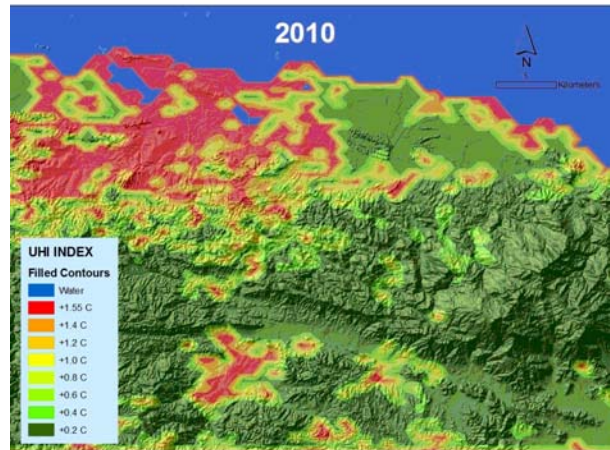 2010
N
Kilometers
UHI INDEX
Filled Contours
Water
+1.55 C
+1.4 C
+1.2 C
+1.0 C
+0.8 C
+0.6 C
+0.4 C
+0.2 C